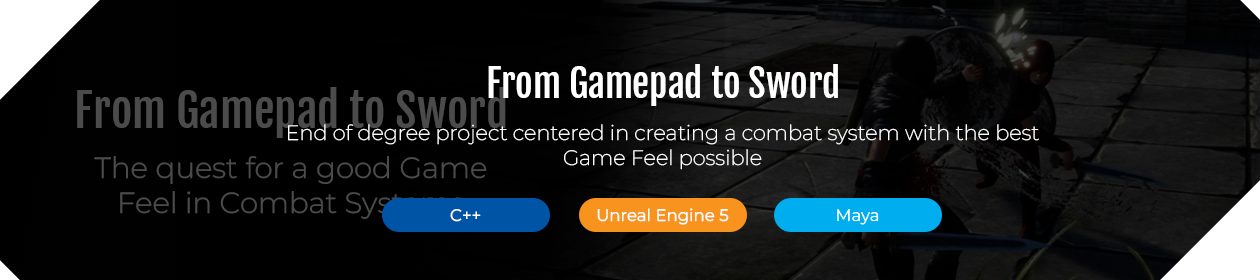 From Gamepad to Sword
End of degree project centered in creating a combat system with the best
Game Feel possible
C++
Unreal Engine 5
Maya
From Gamepad to Sword
The quest for a good Game
Feel in Combat Systems